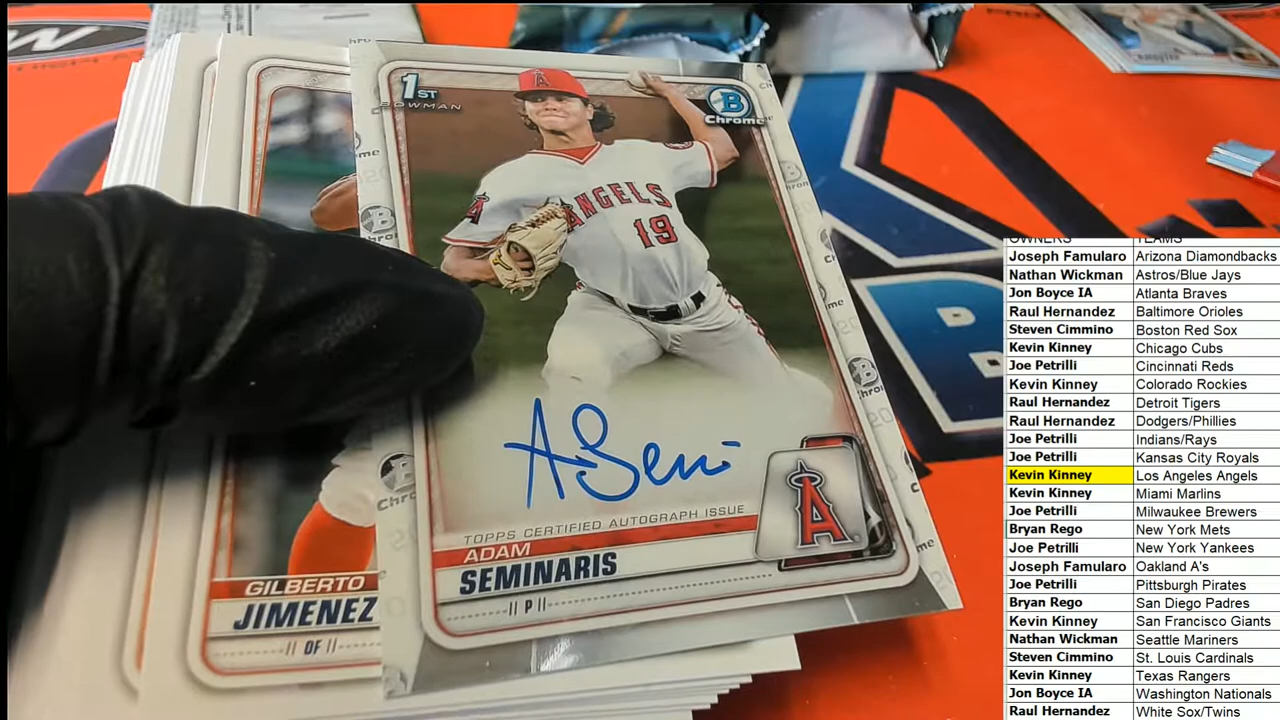 1ST
BOWMAN
B
Chrome
A
ANGELS
19
A Semi
TOPPS CERTIFIED AUTOGRAPH ISSUE
ADAM
SEMINARIS
P
A
GILBERTO
JIMENEZ
OF
OWNERS TEAMS
Joseph Famularo Arizona Diamondbacks
Nathan Wickman Astros/Blue Jays
Jon Boyce IA Atlanta Braves
Raul Hernandez Baltimore Orioles
Steven Cimmino Boston Red Sox
Kevin Kinney Chicago Cubs
Joe Petrilli Cincinnati Reds
Kevin Kinney Colorado Rockies
Raul Hernandez Detroit Tigers
Raul Hernandez Dodgers/Phillies
Joe Petrilli Indians/Rays
Joe Petrilli Kansas City Royals
Kevin Kinney Los Angeles Angels
Kevin Kinney Miami Marlins
Joe Petrilli Milwaukee Brewers
Bryan Rego New York Mets
Joe Petrilli New York Yankees
Joseph Famularo Oakland A's
Joe Petrilli Pittsburgh Pirates
Bryan Rego San Diego Padres
Kevin Kinney San Francisco Giants
Nathan Wickman Seattle Mariners
Steven Cimmino St. Louis Cardinals
Kevin Kinney Texas Rangers
Jon Boyce IA Washington Nationals
Raul Hernandez White Sox/Twins